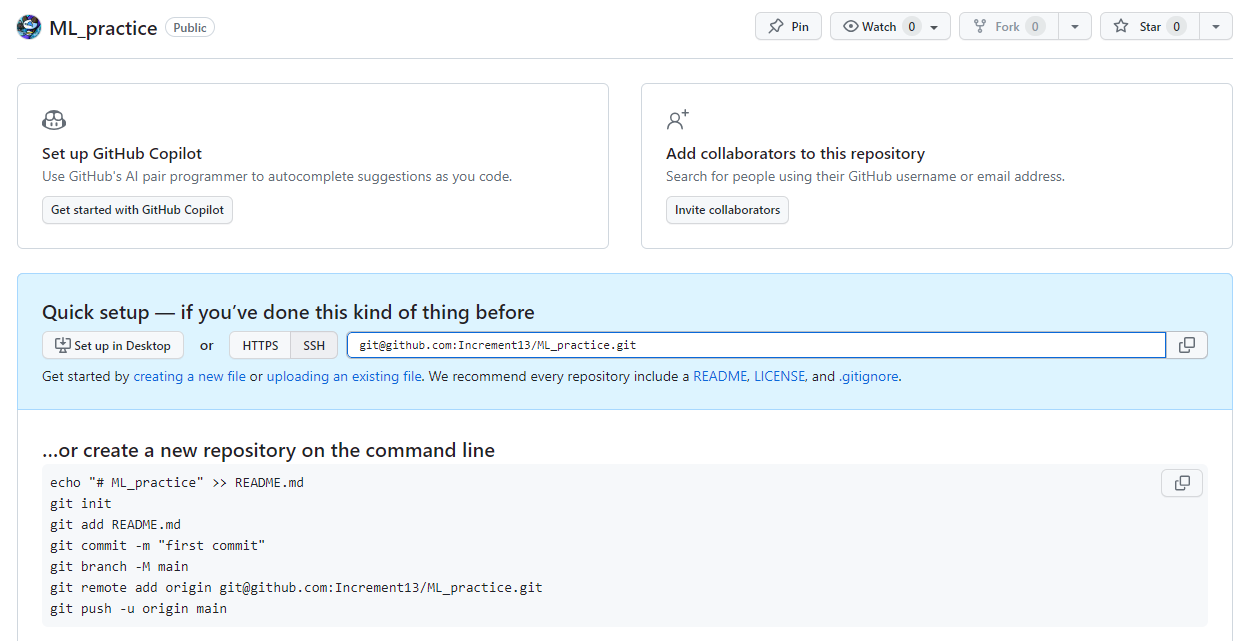 ML_practice Public Pin Watch 0 Fork 0 Star 0
Set up GitHub Copilot
Use GitHub's AI pair programmer to autocomplete suggestions as you code.
Get started with GitHub Copilot
Add collaborators to this repository
Search for people using their GitHub username or email address.
Invite collaborators
Quick setup — if you’ve done this kind of thing before
Set up in Desktop or HTTPS SSH git@github.com:Increment13/ML_practice.git
Get started by creating a new file or uploading an existing file. We recommend every repository include a README, LICENSE, and .gitignore.
…or create a new repository on the command line
echo "# ML_practice" >> README.md
git init
git add README.md
git commit -m "first commit"
git branch -M main
git remote add origin git@github.com:Increment13/ML_practice.git
git push -u origin main